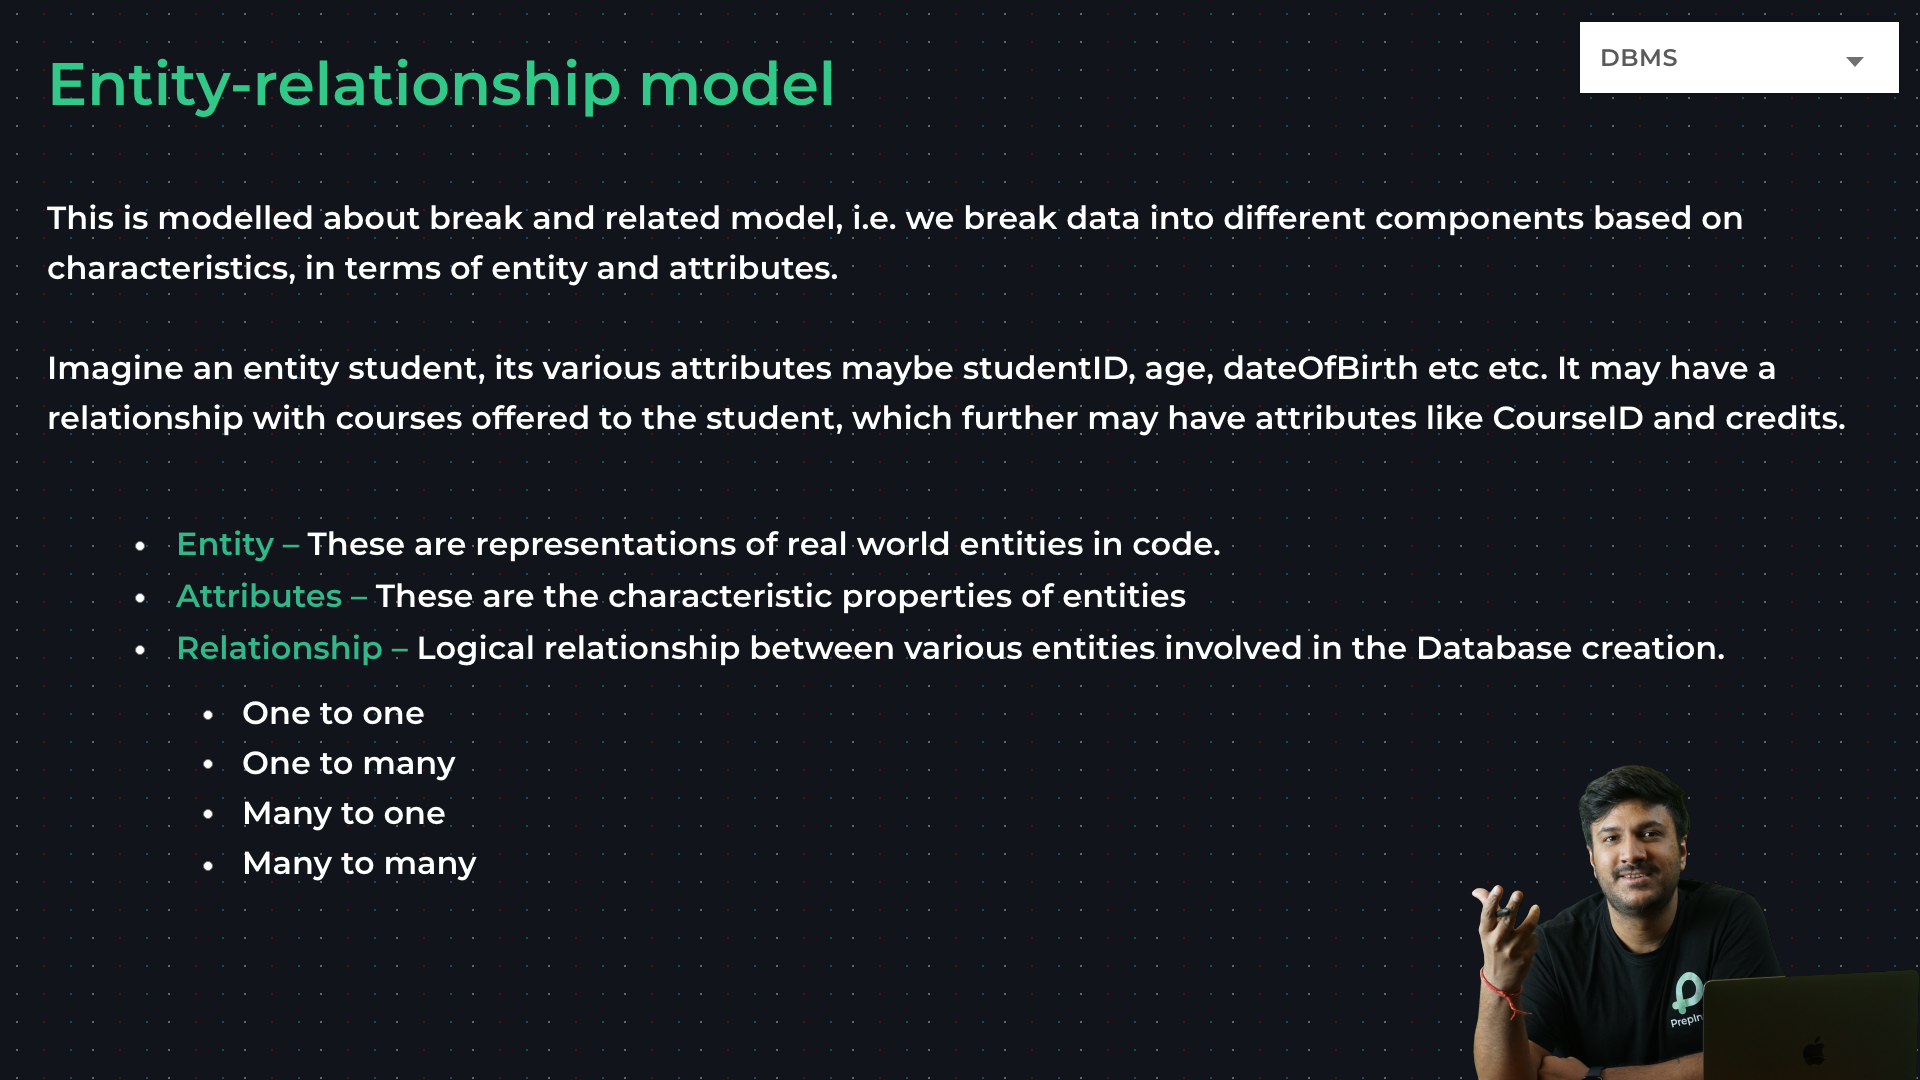 Entity-relationship model
DBMS
This is modelled about break and related model, i.e. we break data into different components based on
characteristics, in terms of entity and attributes.
Imagine an entity student, its various attributes maybe studentID, age, dateOfBirth etc etc. It may have a
relationship with courses offered to the student, which further may have attributes like CourseID and credits.
• Entity – These are representations of real world entities in code.
• Attributes – These are the characteristic properties of entities
• Relationship – Logical relationship between various entities involved in the Database creation.
• One to one
• One to many
• Many to one
• Many to many